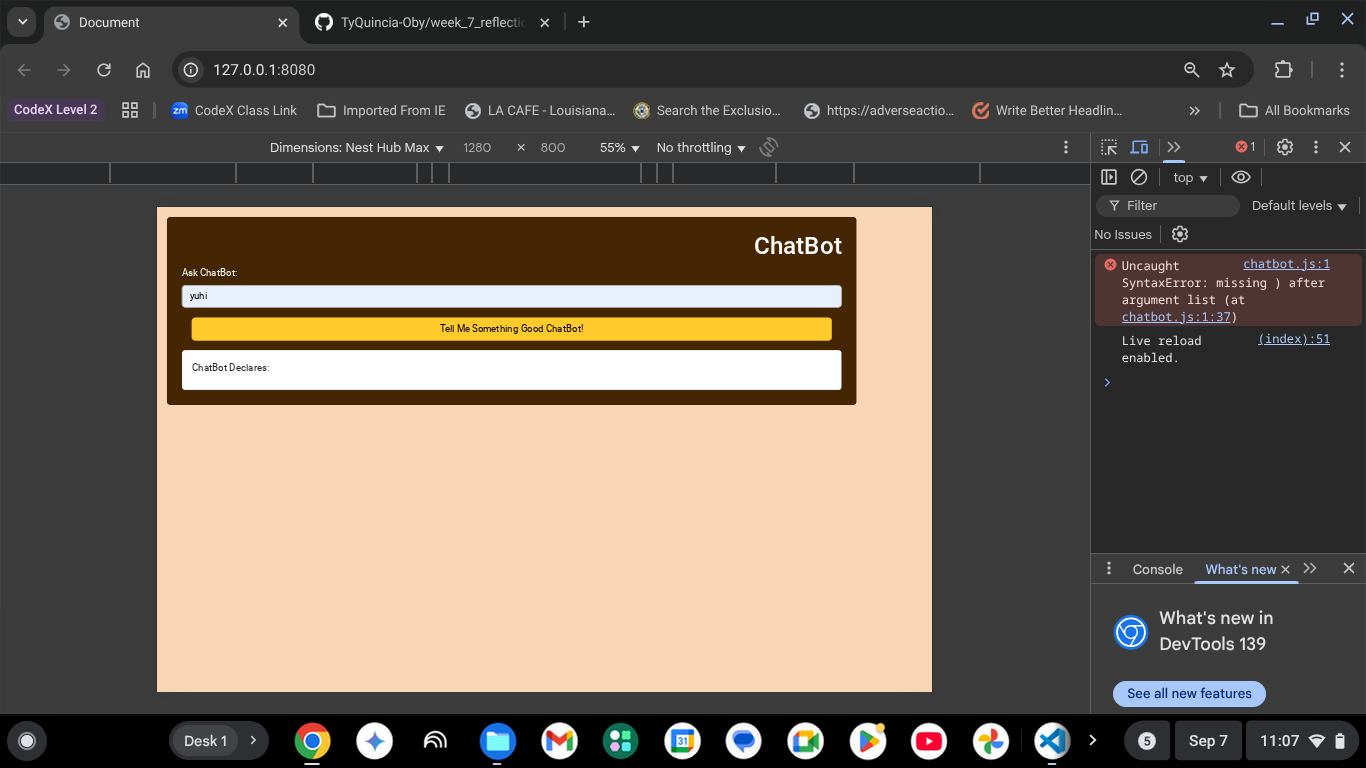 Document
TyQuincia-Oby/week_7_reflecti
127.0.0.1:8080
CodeX Level 2
CodeX Class Link
Imported From IE
LA CAFE - Louisiana...
Search the Exclusio...
https://adverseactio...
Write Better Headlin...
»
All Bookmarks
Dimensions: Nest Hub Max
1280
×
800
55%
No throttling
1
top
Filter
Default levels
No Issues
ChatBot
Ask ChatBot:
yuhi
Tell Me Something Good ChatBot!
ChatBot Declares:
Uncaught chatbot.js:1
SyntaxError: missing ) after
argument list (at
chatbot.js:1:37)
Live reload (index):51
enabled.
Console
What's new
What's new in
DevTools 139
See all new features
Desk 1
31
5
Sep 7
11:07